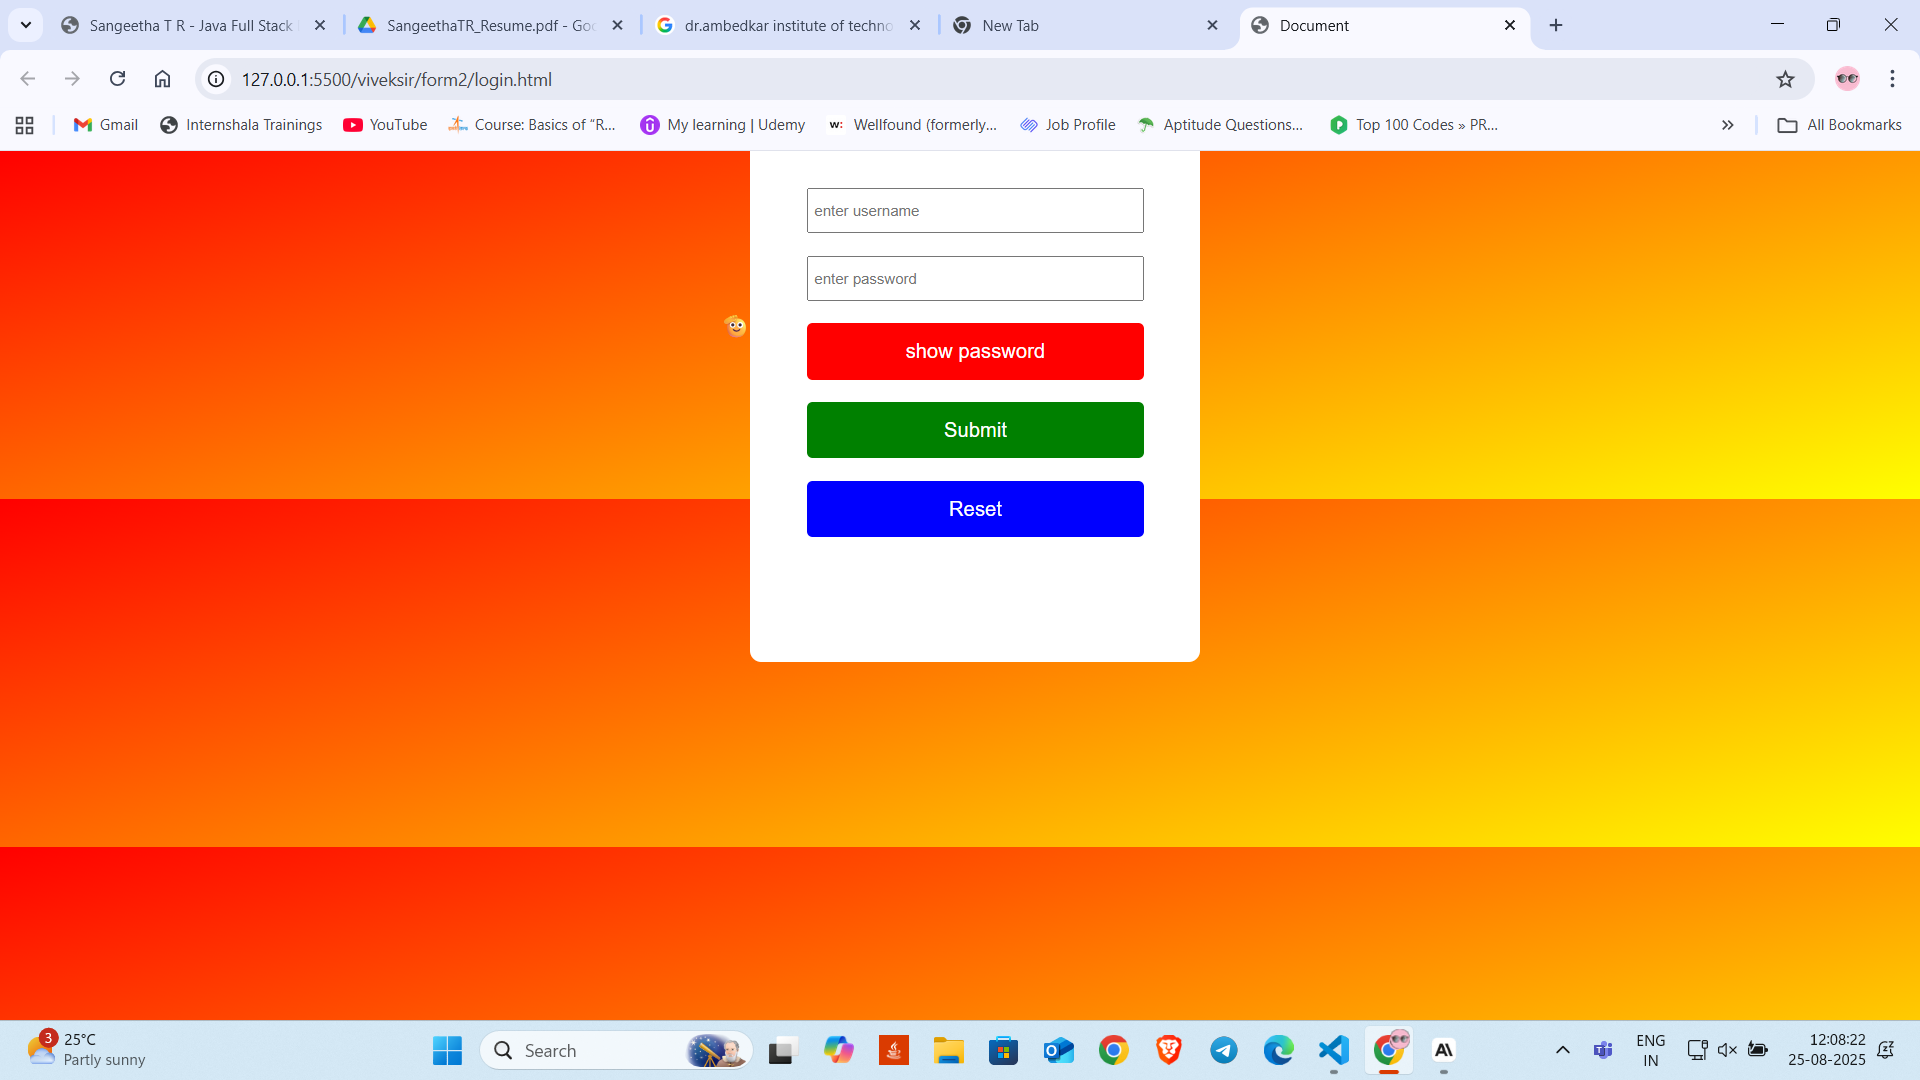 Sangeetha T R - Java Full Stack
SangeethaTR_Resume.pdf - Goo
dr.ambedkar institute of techno
New Tab
Document
127.0.0.1:5500/viveksir/form2/login.html
Gmail
Internshala Trainings
YouTube
Course: Basics of “R...
My learning | Udemy
w:
Wellfound (formerly...
Job Profile
Aptitude Questions...
Top 100 Codes » PR...
»
All Bookmarks
enter username
enter password
show password
Submit
Reset
3
25°C
Partly sunny
Search
ENG
IN
12:08:22
25-08-2025